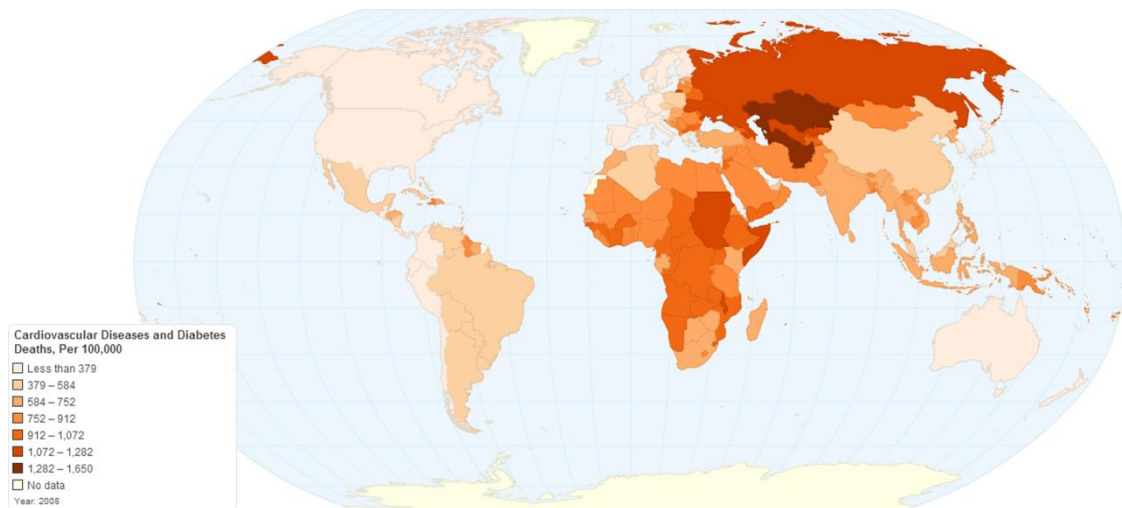 Cardiovascular Diseases and Diabetes
Deaths, Per 100,000
Less than 379
379 – 584
584 – 752
752 – 912
912 – 1,072
1,072 – 1,282
1,282 – 1,650
No data
Year: 2008